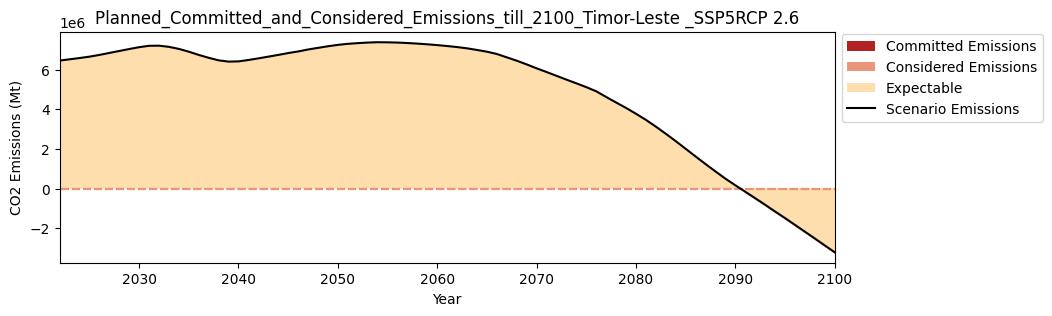 Planned_Committed_and_Considered_Emissions_till_2100_Timor-Leste _SSP5RCP 2.6
1e6
CO2 Emissions (Mt)
6
4
2
0
−2
2030 2040 2050 2060 2070 2080 2090 2100
Year
Committed Emissions
Considered Emissions
Expectable
Scenario Emissions